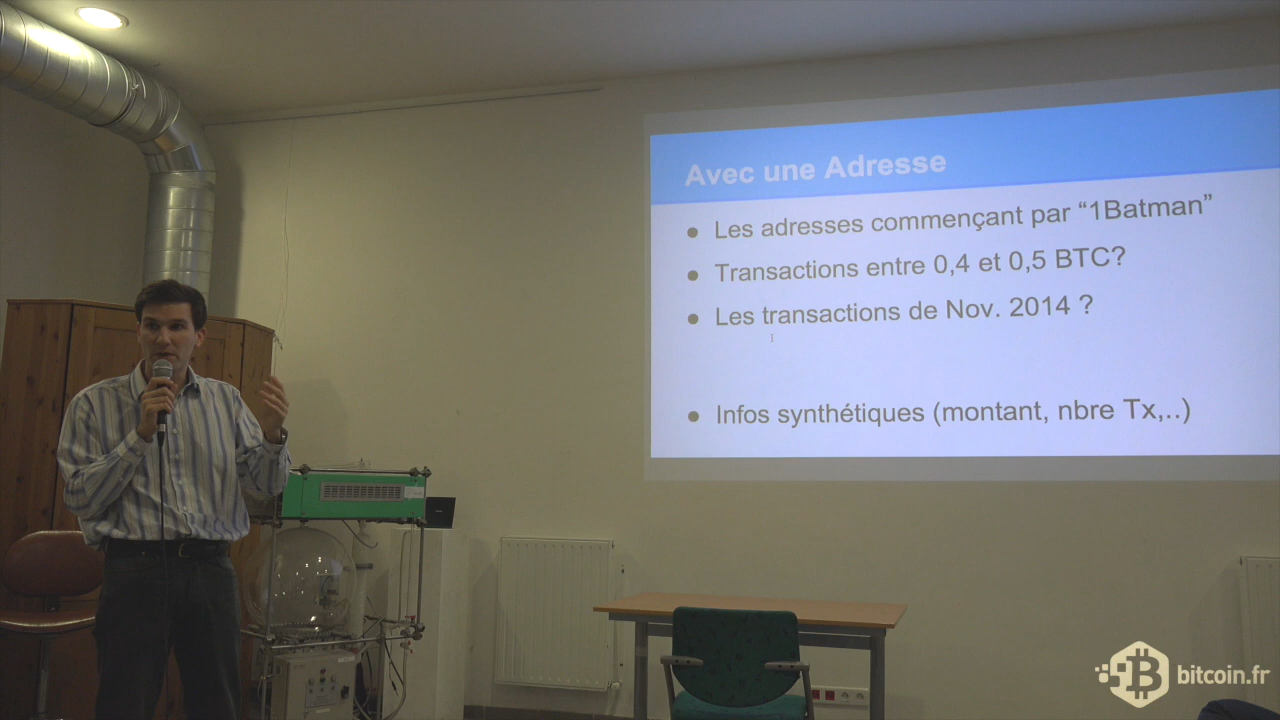 Avec une Adresse
● Les adresses commençant par “1Batman”
● Transactions entre 0,4 et 0,5 BTC?
● Les transactions de Nov. 2014 ?
● Infos synthétiques (montant, nbre Tx,..)
bitcoin.fr